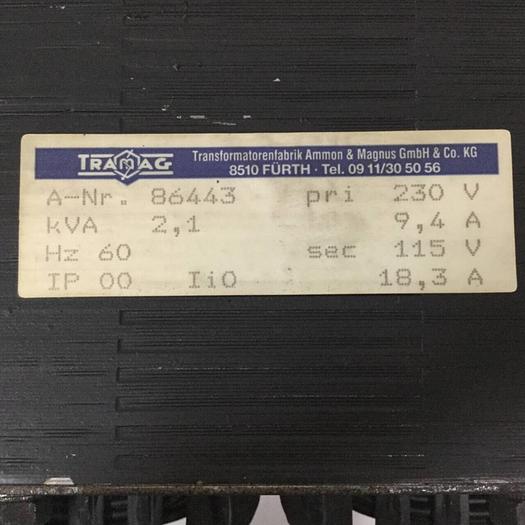 TRAMAG Transformatorenfabrik Ammon & Magnus GmbH & Co. KG
8510 FÜRTH · Tel. 09 11/30 50 56
A-Nr. 86443 pri 230 V
kVA 2,1 9,4 A
Hz 60 sec 115 V
IP 00 IiO 18,3 A